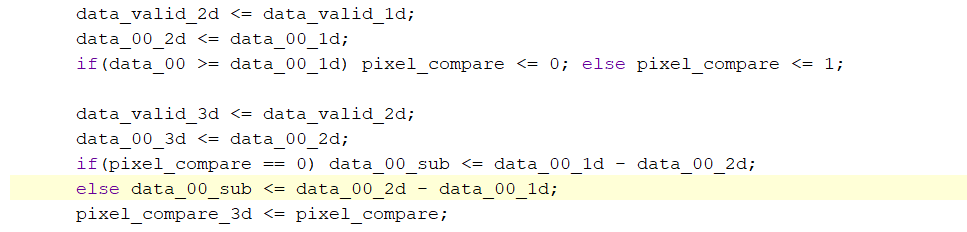 data_valid_2d <= data_valid_1d;
data_00_2d <= data_00_1d;
if(data_00 >= data_00_1d) pixel_compare <= 0; else pixel_compare <= 1;
data_valid_3d <= data_valid_2d;
data_00_3d <= data_00_2d;
if(pixel_compare == 0) data_00_sub <= data_00_1d - data_00_2d;
else data_00_sub <= data_00_2d - data_00_1d;
pixel_compare_3d <= pixel_compare;